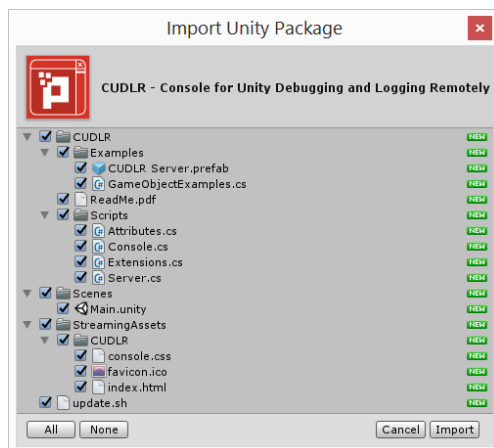 Import Unity Package
CUDLR - Console for Unity Debugging and Logging Remotely
CUDLR NEW
Examples NEW
CUDLR Server.prefab NEW
GameObjectExamples.cs NEW
ReadMe.pdf NEW
Scripts NEW
Attributes.cs NEW
Console.cs NEW
Extensions.cs NEW
Server.cs NEW
Scenes NEW
Main.unity NEW
StreamingAssets NEW
CUDLR NEW
console.css NEW
favicon.ico NEW
index.html NEW
update.sh NEW
All None Cancel Import